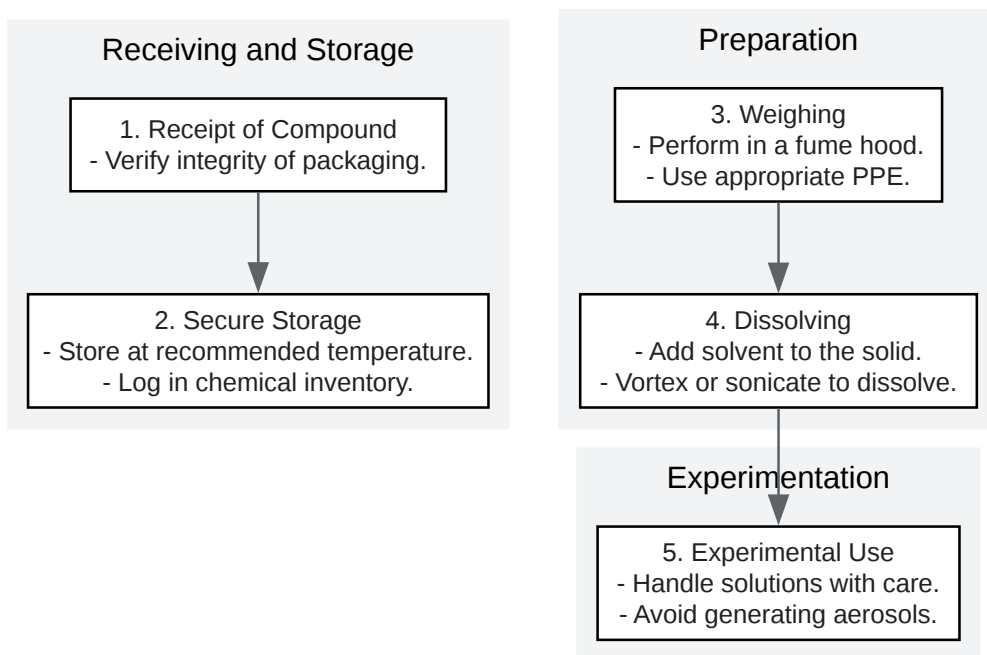 Receiving and Storage
1. Receipt of Compound
- Verify integrity of packaging.
2. Secure Storage
- Store at recommended temperature.
- Log in chemical inventory.
Preparation
3. Weighing
- Perform in a fume hood.
- Use appropriate PPE.
4. Dissolving
- Add solvent to the solid.
- Vortex or sonicate to dissolve.
Experimentation
5. Experimental Use
- Handle solutions with care.
- Avoid generating aerosols.